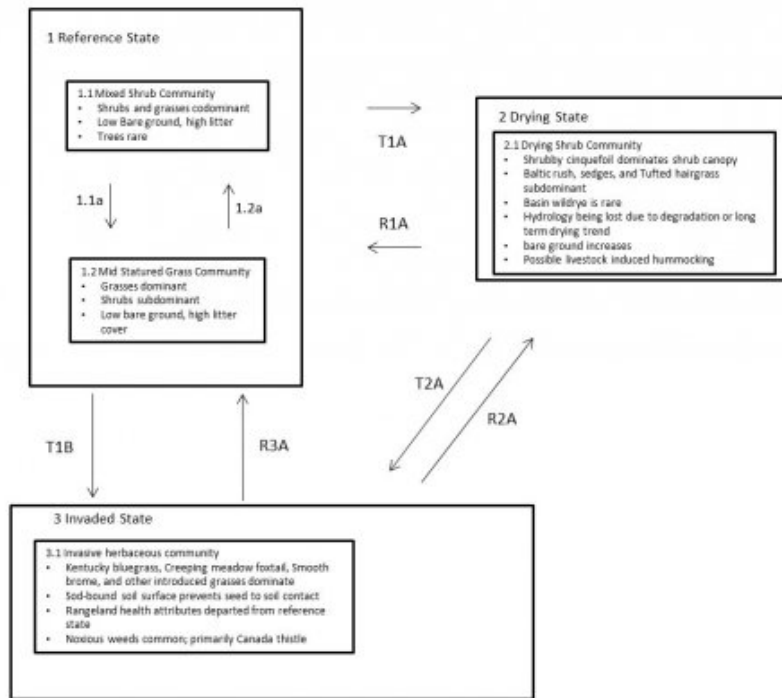 1 Reference State
1.1 Mixed Shrub Community
• Shrubs and grasses codominant
• Low Bare ground, high litter
• Trees rare
1.1a
1.2a
1.2 Mid Statured Grass Community
• Grasses dominant
• Shrubs subdominant
• Low bare ground, high litter
cover
T1A
R1A
2 Drying State
2.1 Drying Shrub Community
• Shrubby cinquefoil dominates shrub canopy
• Baltic rush, sedges, and Tufted hairgrass
subdominant
• Basin wildrye is rare
• Hydrology being lost due to degradation or long
term drying trend
• bare ground increases
• Possible livestock induced hummocking
T2A
R2A
T1B
R3A
3 Invaded State
3.1 Invasive herbaceous community
• Kentucky bluegrass, Creeping meadow foxtail, Smooth
brome, and other introduced grasses dominate
• Sod-bound soil surface prevents seed to soil contact
• Rangeland health attributes departed from reference
state
• Noxious weeds common; primarily Canada thistle